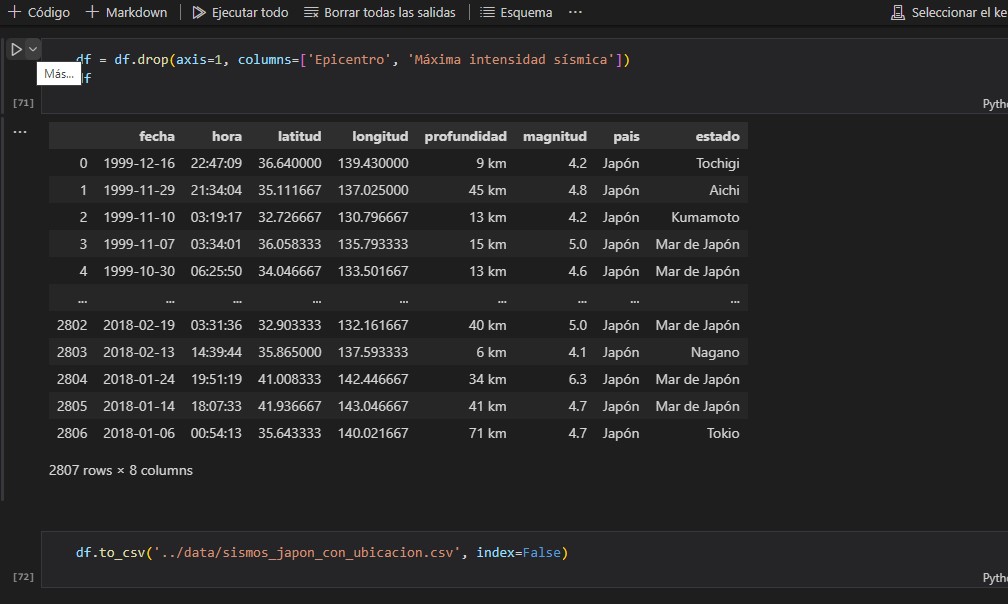 + Código + Markdown | Ejecutar todo Borrar todas las salidas | Esquema ... Seleccionar el ke
df = df.drop(axis=1, columns=['Epicentro', 'Máxima intensidad sísmica'])
Más... df
[71] Pytho
... fecha hora latitud longitud profundidad magnitud pais estado
0 1999-12-16 22:47:09 36.640000 139.430000 9 km 4.2 Japón Tochigi
1 1999-11-29 21:34:04 35.111667 137.025000 45 km 4.8 Japón Aichi
2 1999-11-10 03:19:17 32.726667 130.796667 13 km 4.2 Japón Kumamoto
3 1999-11-07 03:34:01 36.058333 135.793333 15 km 5.0 Japón Mar de Japón
4 1999-10-30 06:25:50 34.046667 133.501667 13 km 4.6 Japón Mar de Japón
... ... ... ... ... ... ... ... ...
2802 2018-02-19 03:31:36 32.903333 132.161667 40 km 5.0 Japón Mar de Japón
2803 2018-02-13 14:39:44 35.865000 137.593333 6 km 4.1 Japón Nagano
2804 2018-01-24 19:51:19 41.008333 142.446667 34 km 6.3 Japón Mar de Japón
2805 2018-01-14 18:07:33 41.936667 143.046667 41 km 4.7 Japón Mar de Japón
2806 2018-01-06 00:54:13 35.643333 140.021667 71 km 4.7 Japón Tokio
2807 rows × 8 columns
df.to_csv('../data/sismos_japon_con_ubicacion.csv', index=False)
[72] Pytho